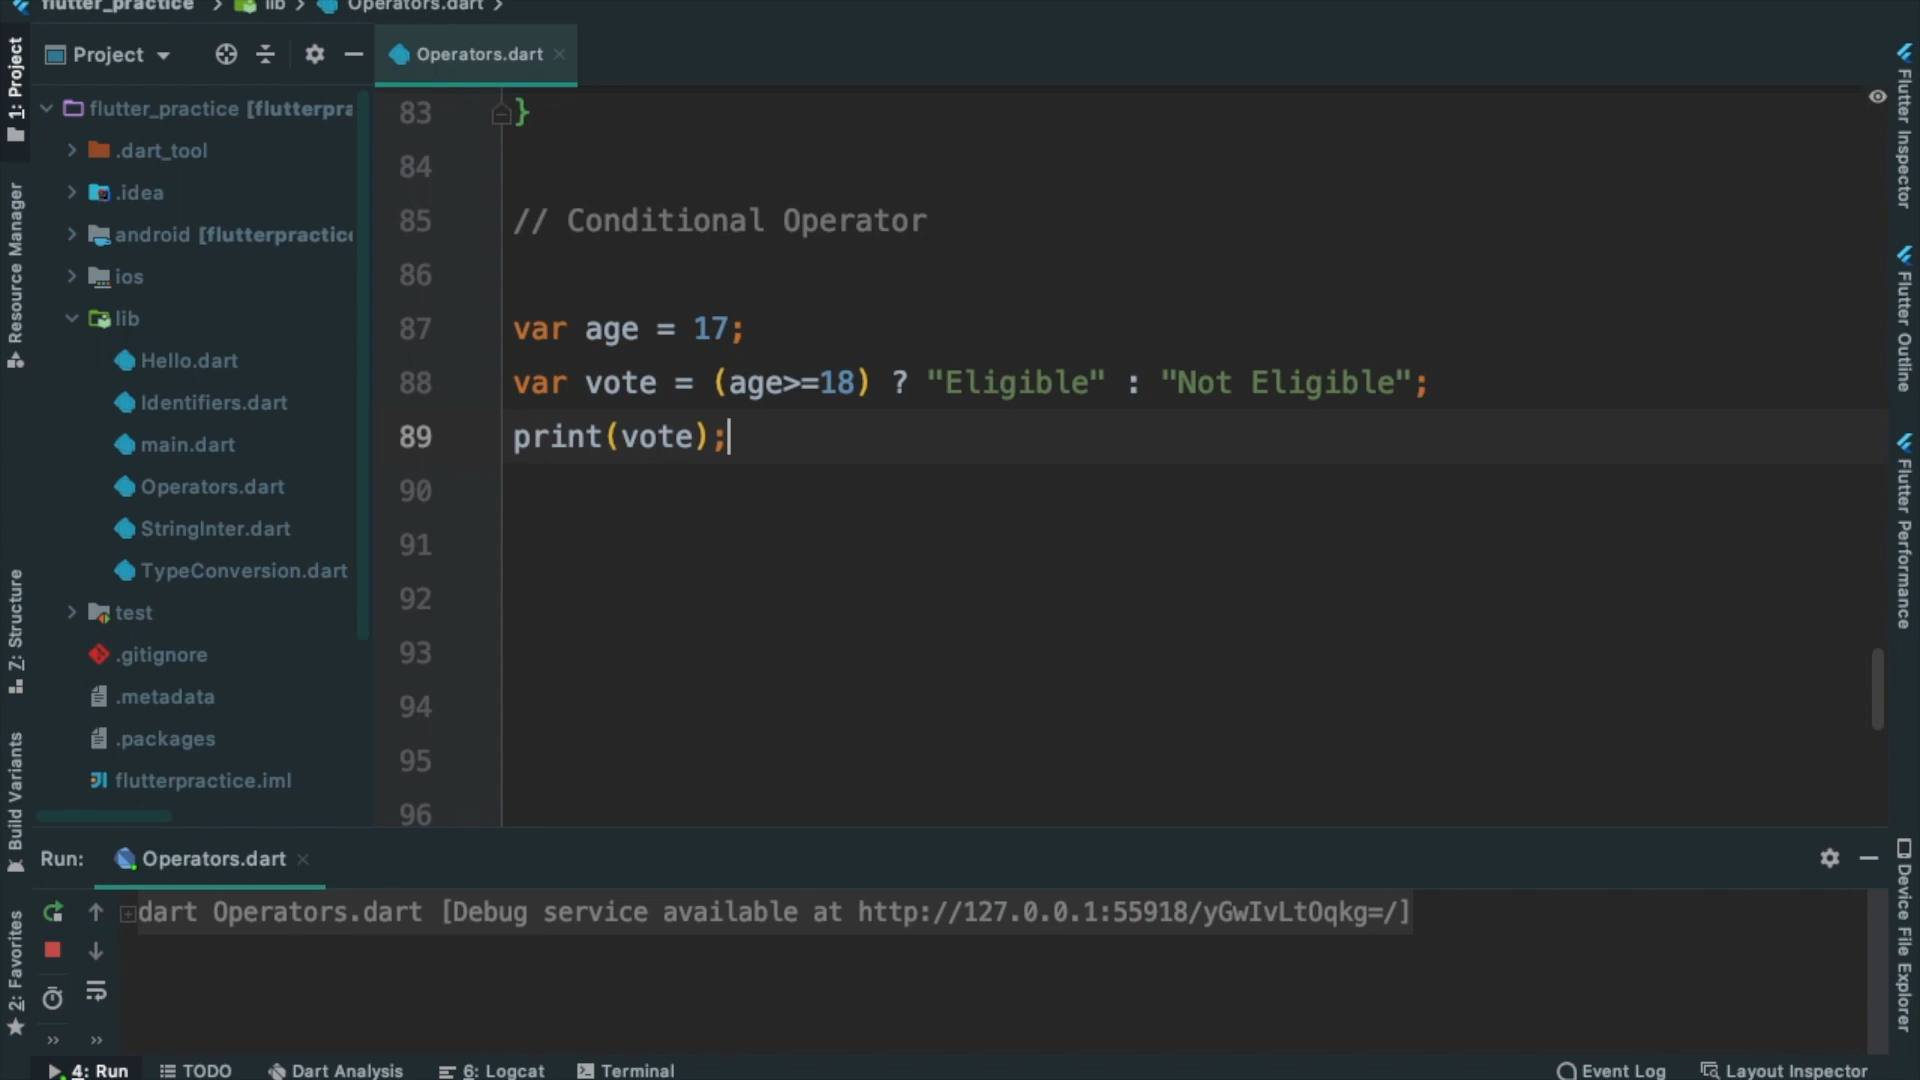 flutter_practice lib Operators.dart
1: Project
Resource Manager
7: Structure
Build Variants
2: Favorites
Project
flutter_practice [flutterpra
.dart_tool
.idea
android [flutterpractic
ios
lib
Hello.dart
Identifiers.dart
main.dart
Operators.dart
StringInter.dart
TypeConversion.dart
test
.gitignore
.metadata
.packages
flutterpractice.iml
Operators.dart
83 }
84
85 // Conditional Operator
86
87 var age = 17;
88 var vote = (age>=18) ? "Eligible" : "Not Eligible";
89 print(vote);
90
91
92
93
94
95
96
Flutter Inspector
Flutter Outline
Flutter Performance
Device File Explorer
Run: Operators.dart
dart Operators.dart [Debug service available at http://127.0.0.1:55918/yGwIvLtOqkg=/]
4: Run TODO Dart Analysis 6: Logcat Terminal Event Log Layout Inspector